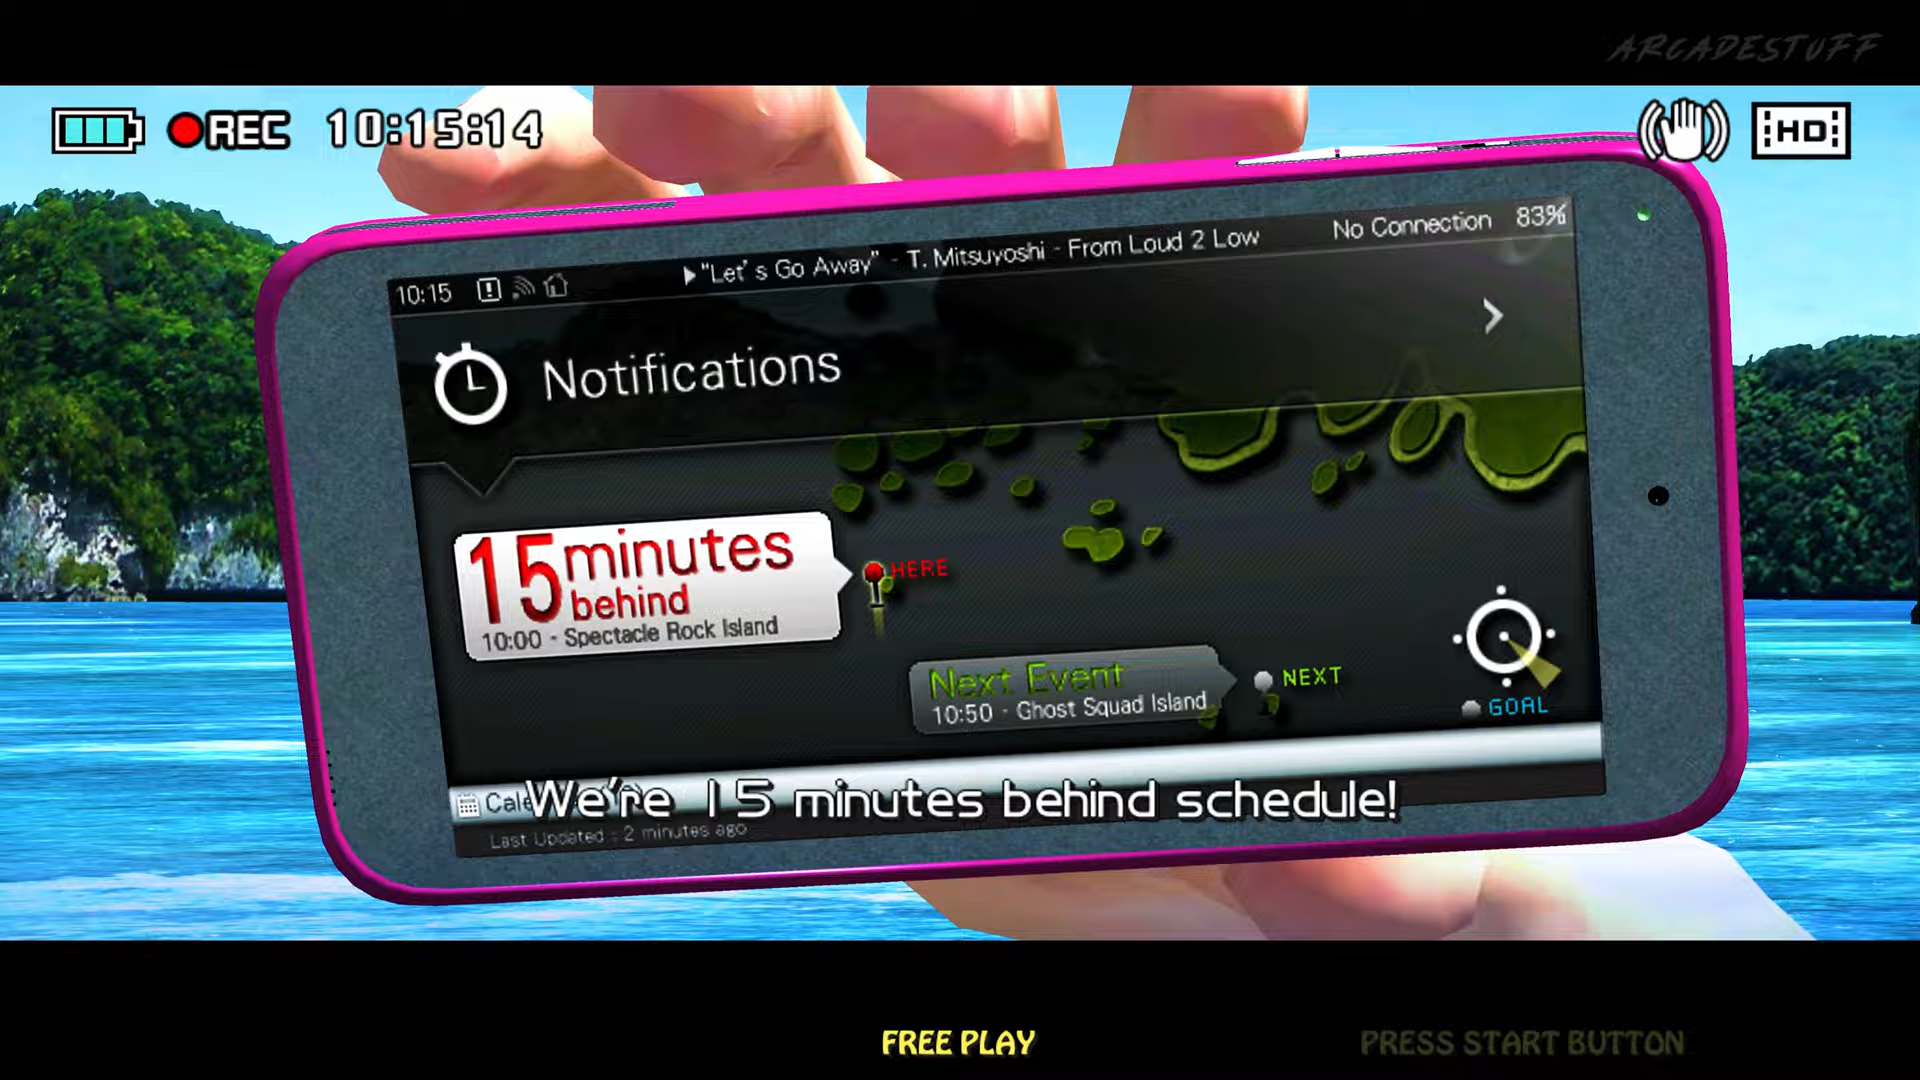 ARCADESTUFF
REC 10:15:14
HD
10:15
▶"Let's Go Away" - T. Mitsuyoshi - From Loud 2 Low
No Connection 83%
Notifications
15 minutes
behind
10:00 - Spectacle Rock Island
HERE
Next Event
10:50 - Ghost Squad Island
NEXT
GOAL
We're 15 minutes behind schedule!
Last Updated : 2 minutes ago
FREE PLAY
PRESS START BUTTON